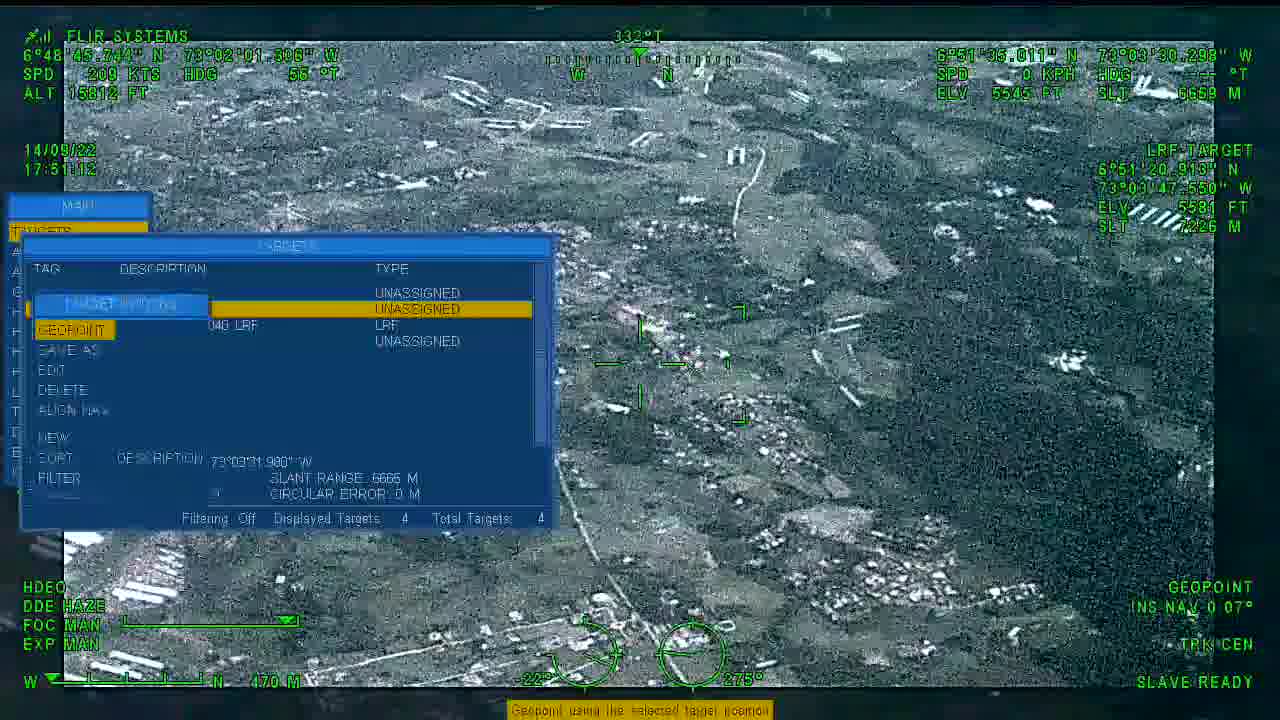 FLIR SYSTEMS
6°48'45.744" N 73°02'01.306" W
SPD 209 KTS HDG 56 °T
ALT 15812 FT
332°T
W N
6°51'35.011" N 73°03'30.298" W
SPD 0 KPH HDG --- °T
ELV 5545 FT SLT 6659 M
14/09/22
17:51:12
LRF TARGET
6°51'20.913" N
73°03'47.550" W
ELV 5581 FT
SLT 7226 M
MAIN
TARGETS
TARGETS
TAG DESCRIPTION TYPE
UNASSIGNED
TARGET OPTIONS UNASSIGNED
GEOPOINT 040 LRF LRF
SAVE AS UNASSIGNED
EDIT
DELETE
ALIGN NAV
NEW
SORT DESCRIPTION 73°03'31.980" W
FILTER SLANT RANGE: 6665 M
CIRCULAR ERROR: 0 M
Filtering: Off Displayed Targets: 4 Total Targets: 4
HDEO
DDE HAZE
FOC MAN
EXP MAN
W N 470 M
-22° 275°
GEOPOINT
INS NAV 0.07°
TRK CEN
SLAVE READY
Geopoint using the selected target position